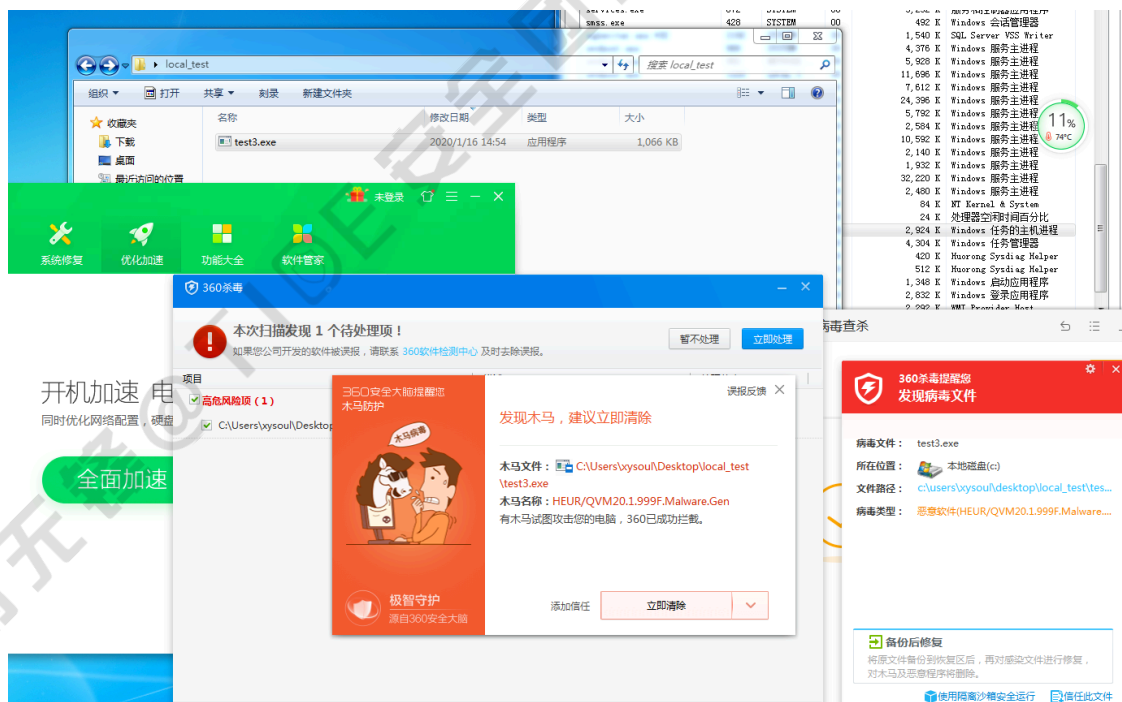 smss.exe 428 SYSTEM 00
492 K Windows 会话管理器
1,540 K SQL Server VSS Writer
4,376 K Windows 服务主进程
5,928 K Windows 服务主进程
11,696 K Windows 服务主进程
7,612 K Windows 服务主进程
24,396 K Windows 服务主进程
5,792 K Windows 服务主进程
2,584 K Windows 服务主进程
10,592 K Windows 服务主进程
2,140 K Windows 服务主进程
1,932 K Windows 服务主进程
32,220 K Windows 服务主进程
2,480 K Windows 服务主进程
84 K NT Kernel & System
24 K 处理器空闲时间百分比
2,924 K Windows 任务的主机进程
4,304 K Windows 任务管理器
420 K Huorong Sysdiag Helper
512 K Huorong Sysdiag Helper
1,348 K Windows 启动应用程序
2,832 K Windows 登录应用程序
2,292 K WMI Provider Host
11%
74℃
local_test
搜索 local_test
组织 打开 共享 刻录 新建文件夹
收藏夹
下载
桌面
最近访问的位置
名称 修改日期 类型 大小
test3.exe 2020/1/16 14:54 应用程序 1,066 KB
未登录
系统修复 优化加速 功能大全 软件管家
开机加速 电
同时优化网络配置，硬盘
全面加速
360杀毒
本次扫描发现 1 个待处理项！
如果您公司开发的软件被误报，请联系 360软件检测中心 及时去除误报。
暂不处理 立即处理
项目
高危风险项（1）
C:\Users\xysoul\Desktop
360安全大脑提醒您
木马防护
木马病毒
极智守护
源自360安全大脑
误报反馈
发现木马，建议立即清除
木马文件： C:\Users\xysoul\Desktop\local_test
\test3.exe
木马名称：HEUR/QVM20.1.999F.Malware.Gen
有木马试图攻击您的电脑，360已成功拦截。
添加信任 立即清除
病毒查杀
360杀毒提醒您
发现病毒文件
病毒文件： test3.exe
所在位置： 本地磁盘(c:)
文件路径： c:\users\xysoul\desktop\local_test\tes...
病毒类型： 恶意软件(HEUR/QVM20.1.999F.Malware....
备份后修复
将原文件备份到恢复区后，再对感染文件进行修复，
对木马及恶意程序将删除。
使用隔离沙箱安全运行 信任此文件
无锋@TIDE安全团